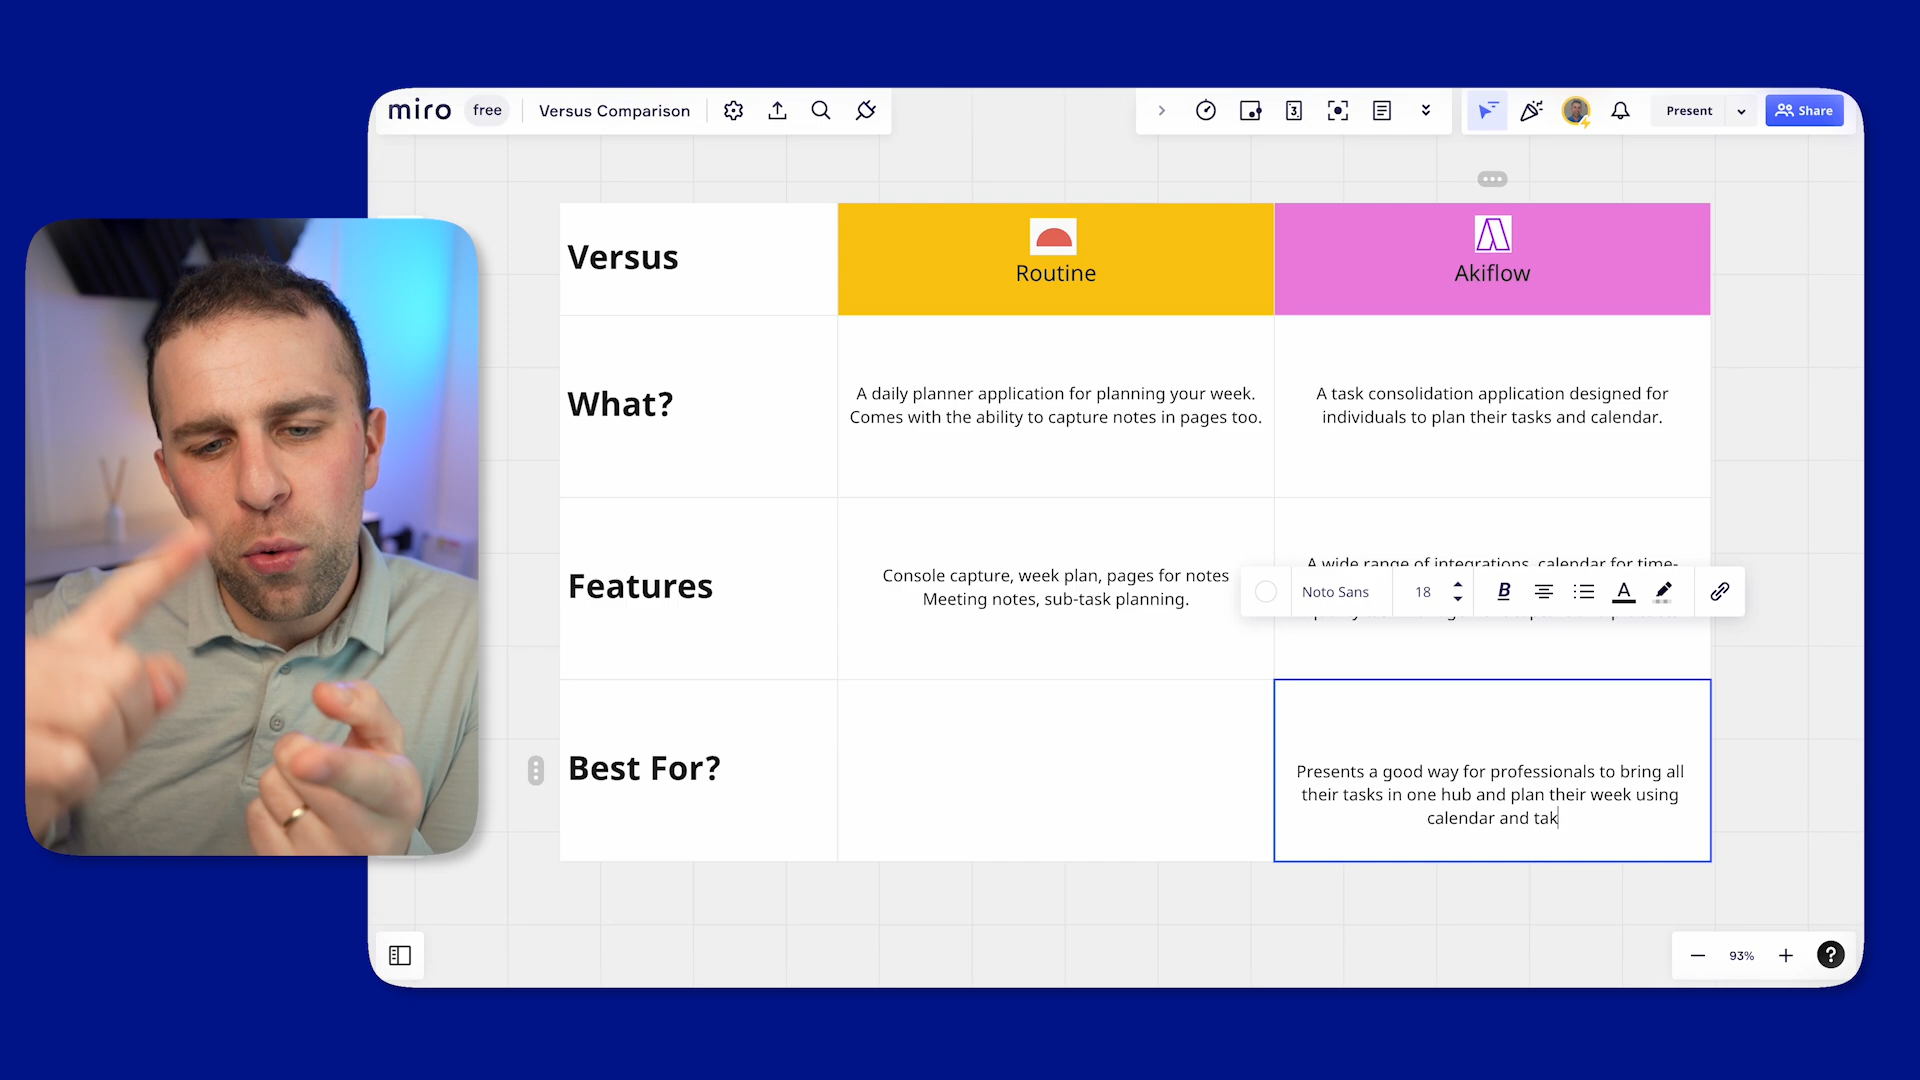 miro free Versus Comparison
Present Share
Versus
Routine
Akiflow
What?
A daily planner application for planning your week.
Comes with the ability to capture notes in pages too.
A task consolidation application designed for
individuals to plan their tasks and calendar.
Features
Console capture, week plan, pages for notes
Meeting notes, sub-task planning.
A wide range of integrations, calendar for time-
Noto Sans 18 B A
Best For?
Presents a good way for professionals to bring all
their tasks in one hub and plan their week using
calendar and tak
93% ?